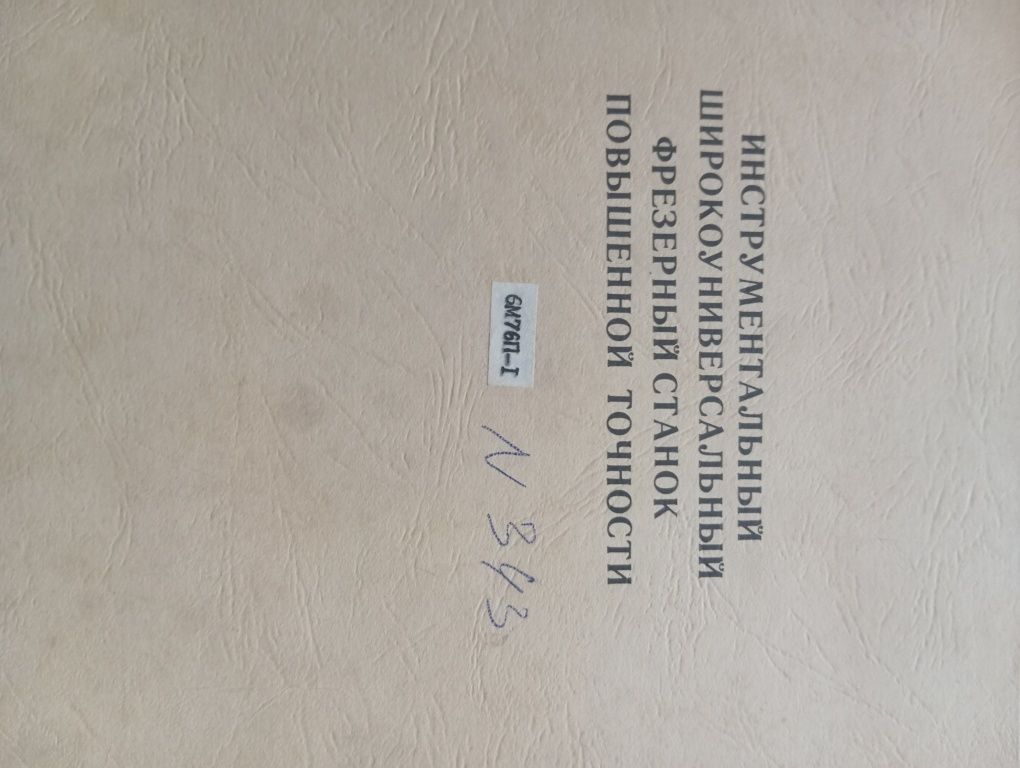 ИНСТРУМЕНТАЛЬНЫЙ
ШИРОКОУНИВЕРСАЛЬНЫЙ
ФРЕЗЕРНЫЙ СТАНОК
ПОВЫШЕННОЙ ТОЧНОСТИ
6М76П-I
N 343